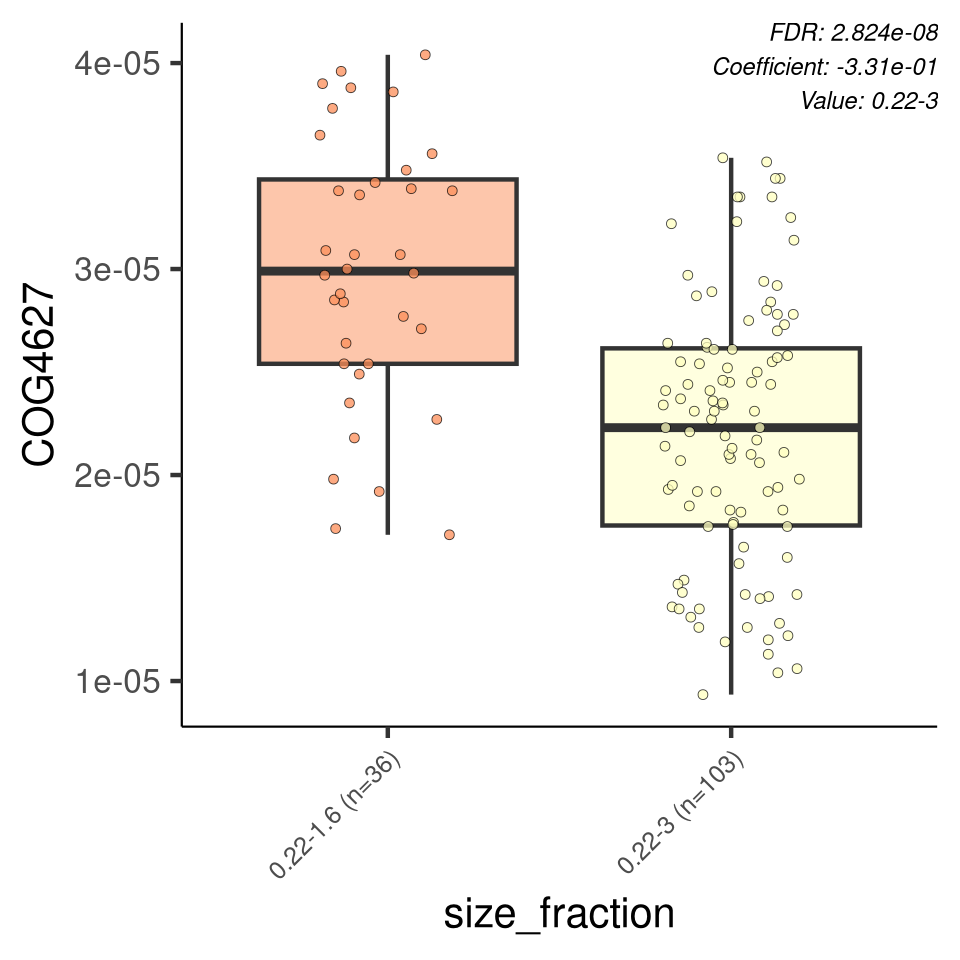 FDR: 2.824e-08
Coefficient: -3.31e-01
Value: 0.22-3
4e-05
3e-05
2e-05
1e-05
COG4627
0.22-1.6 (n=36)
0.22-3 (n=103)
size_fraction